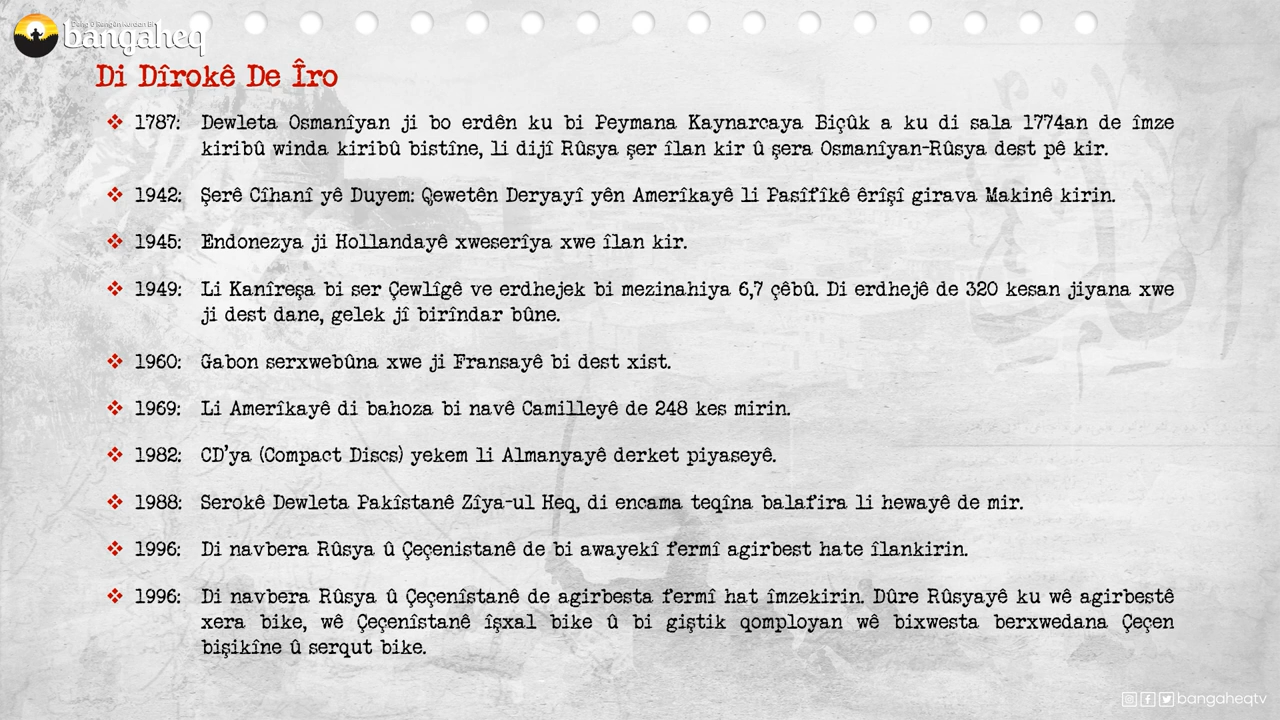 bangaheq
Di Dîrokê De Îro
❖ 1787: Dewleta Osmanîyan ji bo erdên ku bi Peymana Kaynarcaya Biçûk a ku di sala 1774an de îmze
kiribû winda kiribû bistîne, li dijî Rûsya şer îlan kir û şera Osmanîyan-Rûsya dest pê kir.
❖ 1942: Şerê Cîhanî yê Duyem: Qewetên Deryayî yên Amerîkayê li Pasîfîkê êrîşî girava Makinê kirin.
❖ 1945: Endonezya ji Hollandayê xweserîya xwe îlan kir.
❖ 1949: Li Kanîreşa bi ser Çewlîgê ve erdhejek bi mezinahiya 6,7 çêbû. Di erdhejê de 320 kesan jiyana xwe
ji dest dane, gelek jî birîndar bûne.
❖ 1960: Gabon serxwebûna xwe ji Fransayê bi dest xist.
❖ 1969: Li Amerîkayê di bahoza bi navê Camilleyê de 248 kes mirin.
❖ 1982: CD'ya (Compact Discs) yekem li Almanyayê derket piyaseyê.
❖ 1988: Serokê Dewleta Pakîstanê Zîya-ul Heq, di encama teqîna balafira li hewayê de mir.
❖ 1996: Di navbera Rûsya û Çeçenistanê de bi awayekî fermî agirbest hate îlankirin.
❖ 1996: Di navbera Rûsya û Çeçenîstanê de agirbesta fermî hat îmzekirin. Dûre Rûsyayê ku wê agirbestê
xera bike, wê Çeçenîstanê îşxal bike û bi giştik qomployan wê bixwesta berxwedana Çeçen
bişikîne û serqut bike.
bangaheqtv